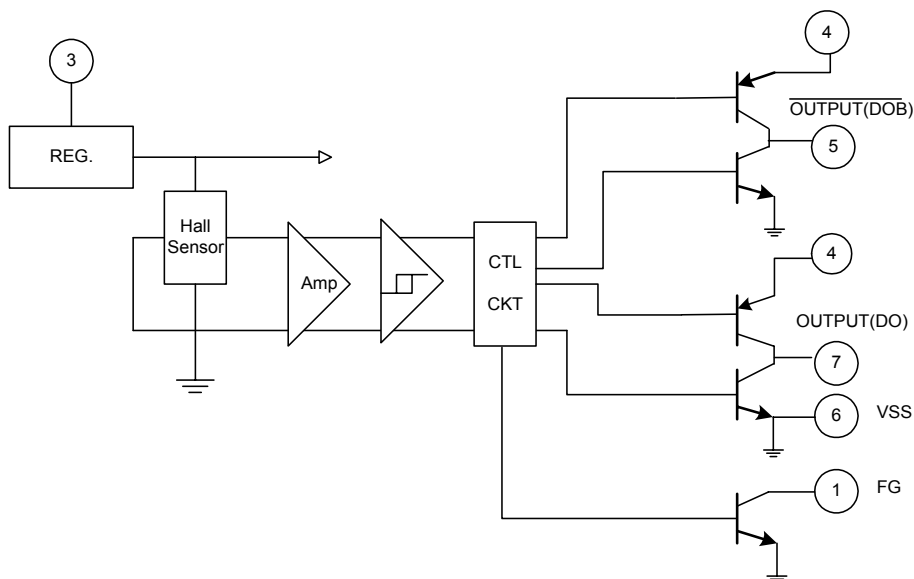 4
3
OUTPUT(DOB)
5
REG.
Hall
Sensor
Amp
CTL
CKT
4
OUTPUT(DO)
7
6 VSS
1 FG